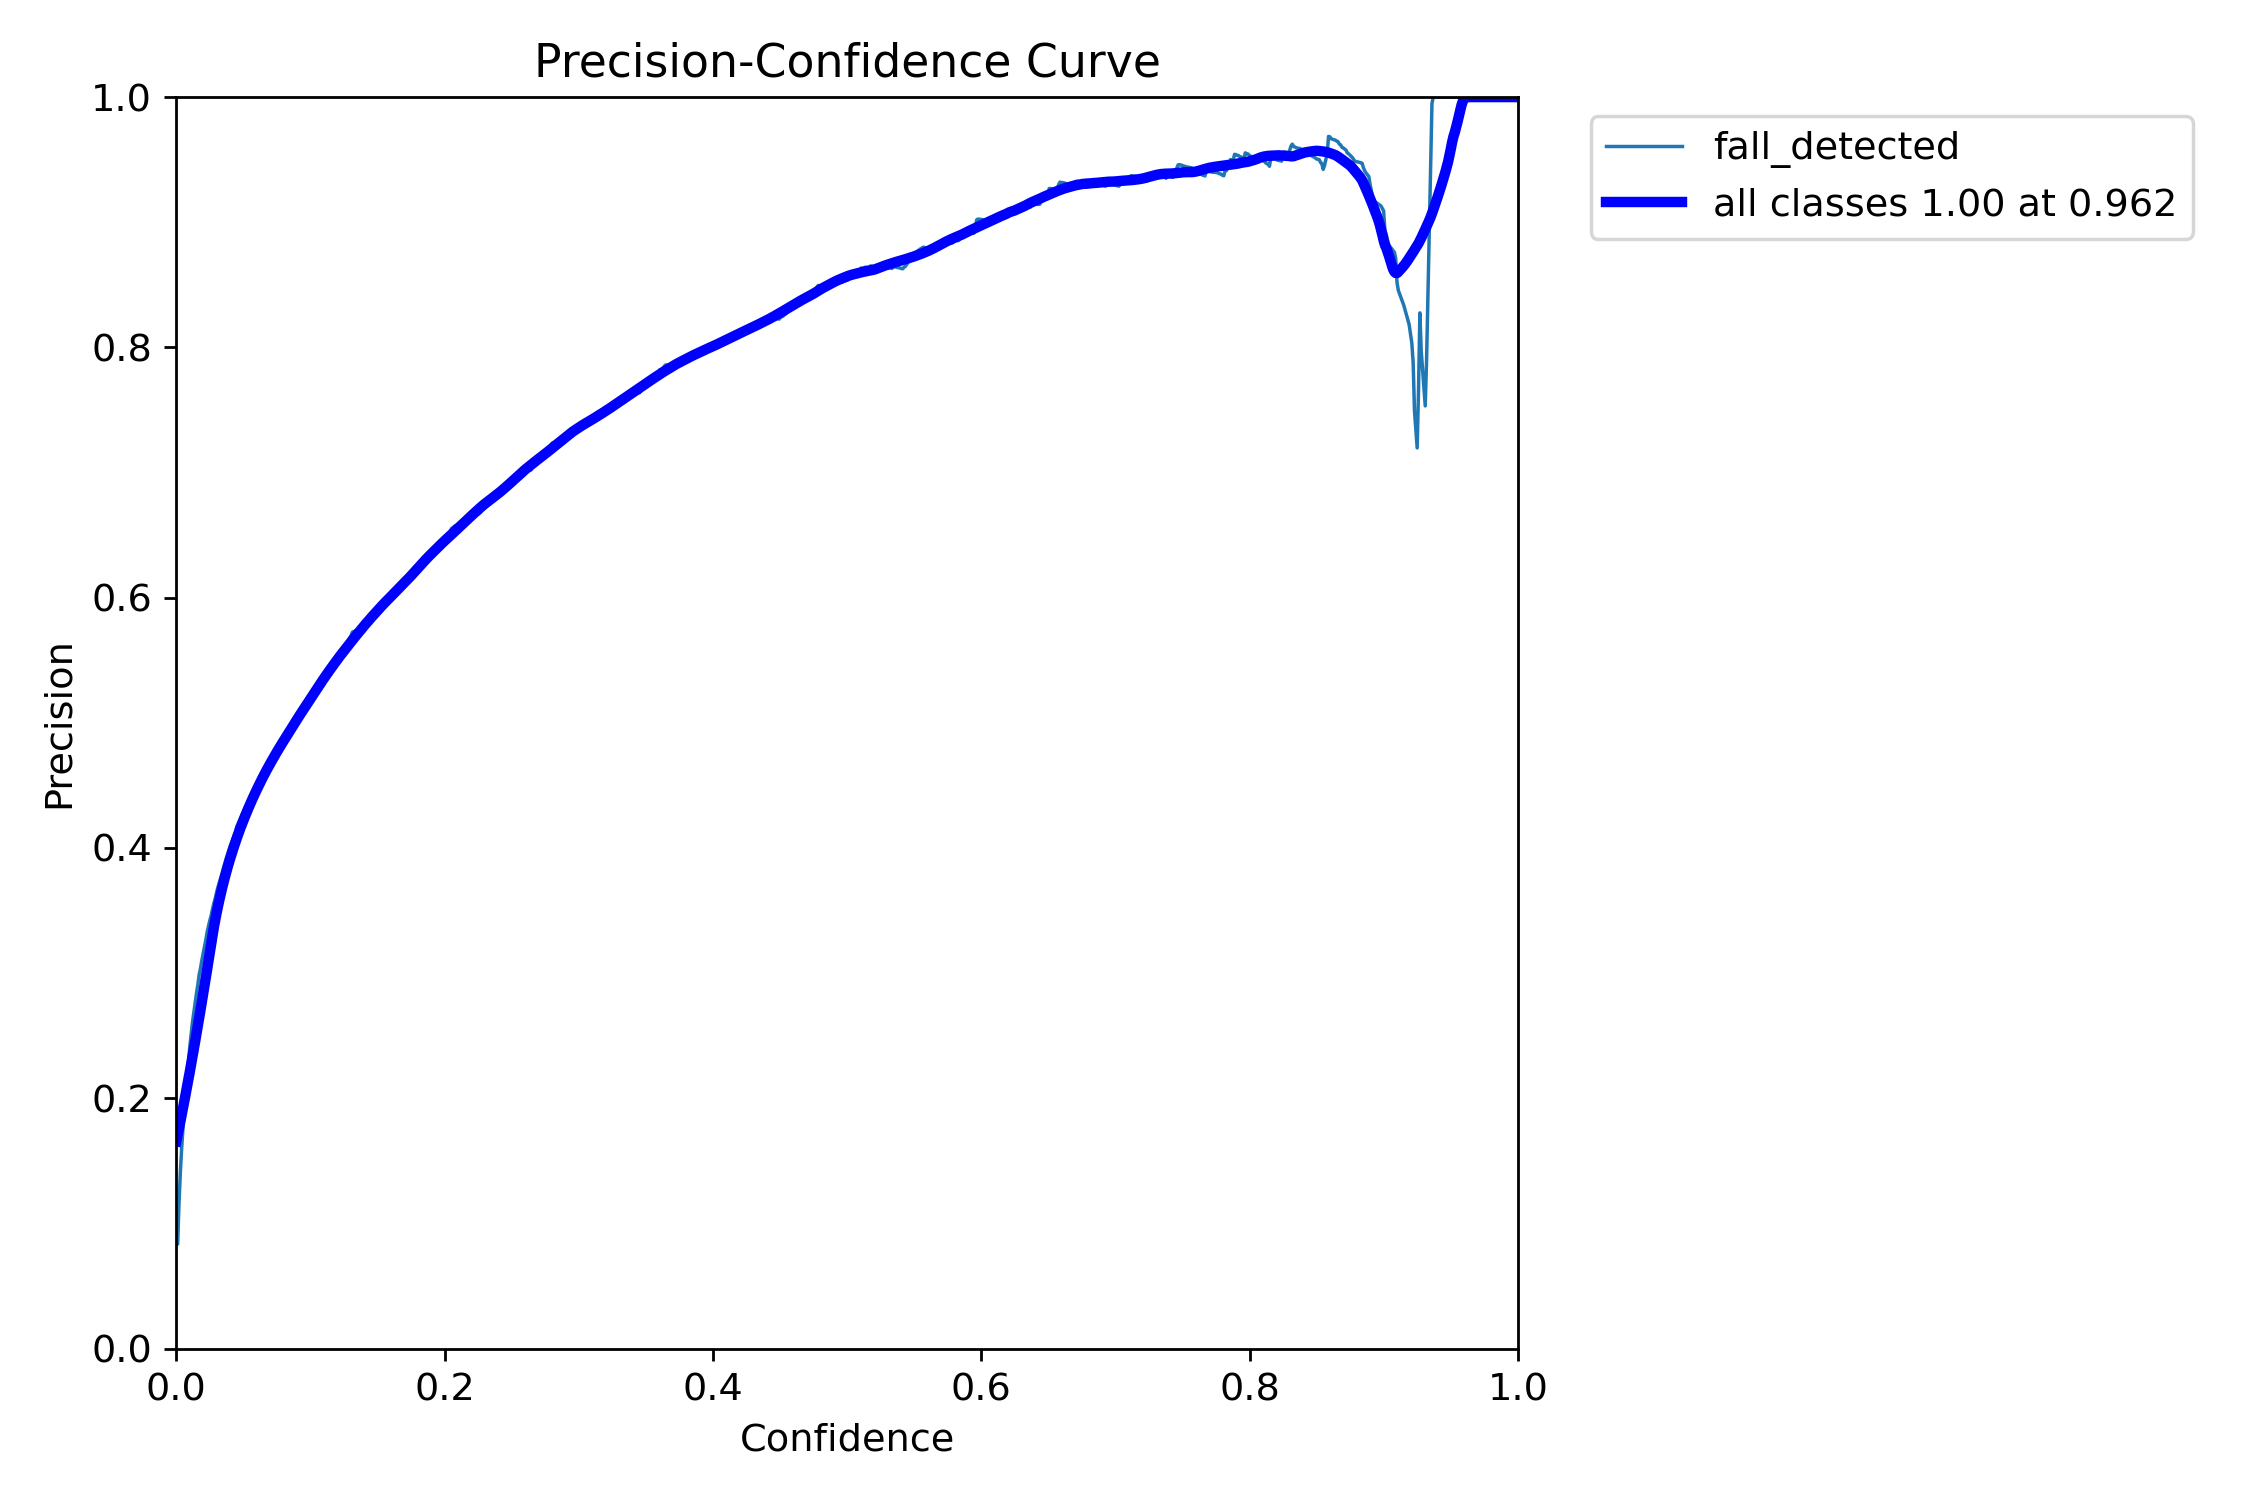 Precision-Confidence Curve
1.0
0.8
0.6
0.4
0.2
0.0
Precision
0.0 0.2 0.4 0.6 0.8 1.0
Confidence
fall_detected
all classes 1.00 at 0.962